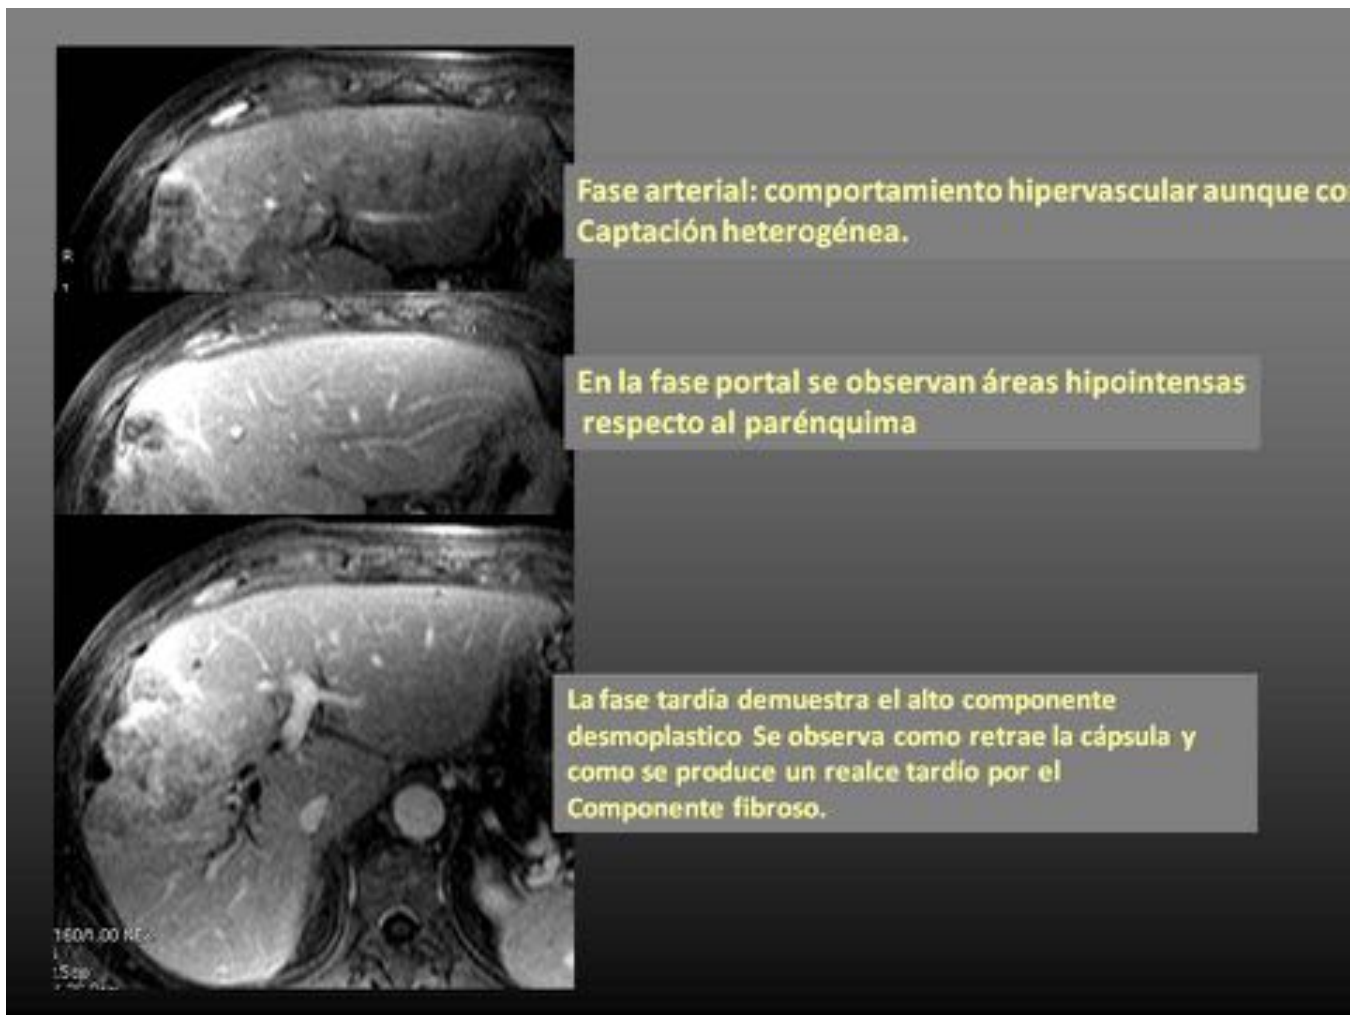 R
1
Fase arterial: comportamiento hipervascular aunque co
Captación heterogénea.
En la fase portal se observan áreas hipointensas
respecto al parénquima
La fase tardía demuestra el alto componente
desmoplastico Se observa como retrae la cápsula y
como se produce un realce tardío por el
Componente fibroso.